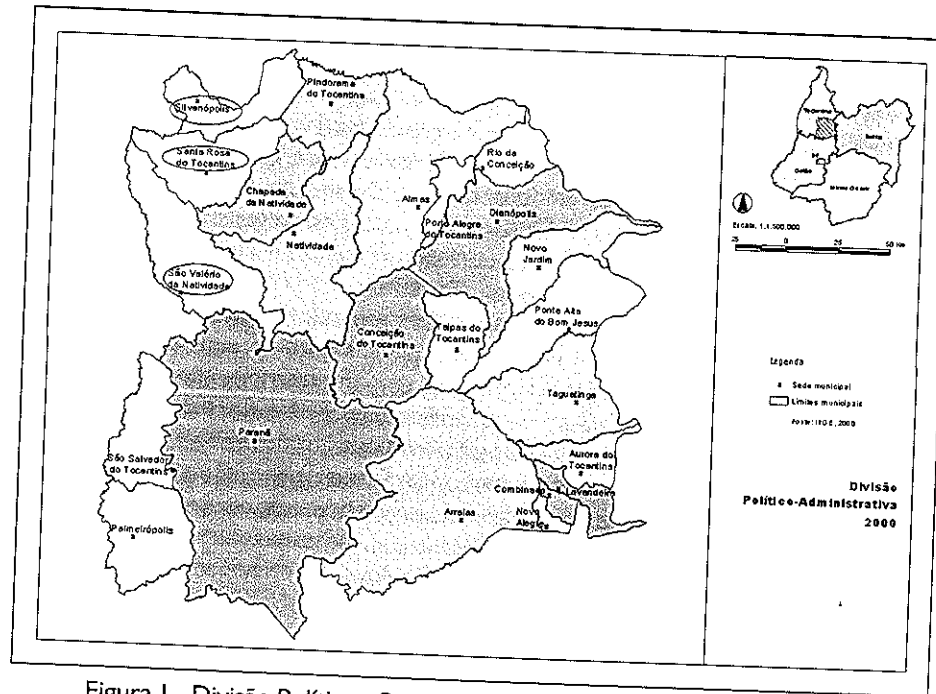 Silvanópolis
Pindorama
do Tocantins
Santa Rosa
do Tocantins
Chapada
da Natividade
Natividade
Almas
Rio da
Conceição
Dianópolis
Porto Alegre
do Tocantins
Novo
Jardim
São Valério
da Natividade
Ponte Alta
do Bom Jesus
Conceição
do Tocantins
Taipas do
Tocantins
Taguatinga
Paranã
São Salvador
do Tocantins
Aurora do
Tocantins
Combinado
Lavandeira
Novo
Alegre
Arraias
Palmeirópolis
Tocantins
Bahia
Goiás
DF
Minas Gerais
Escala: 1:1.500.000
25 0 25 50 Km
Legenda
Sede municipal
Limites municipais
Fonte: IBGE, 2000
Divisão
Político-Administrativa
2000
Figura 1 - Divisão